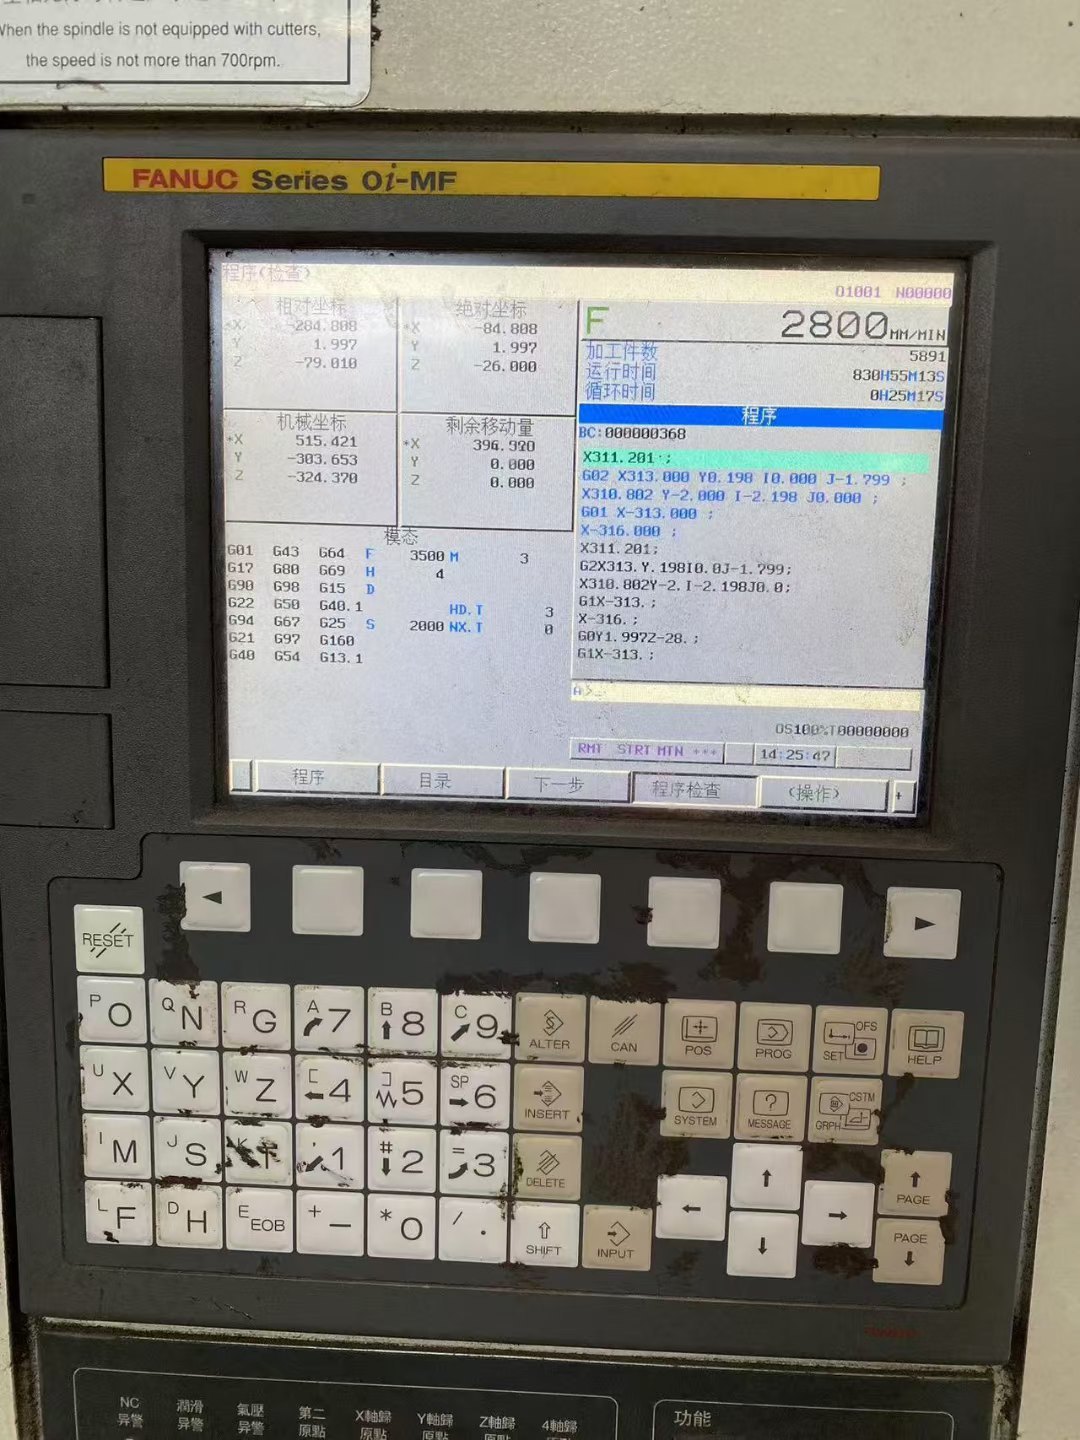 When the spindle is not equipped with cutters,
the speed is not more than 700rpm.
FANUC Series 0i-MF
程序(检查)
O1001 N00000
相对坐标
*X -284.808
Y 1.997
Z -79.010
绝对坐标
*X -84.808
Y 1.997
Z -26.000
F 2800MM/MIN
加工件数 5891
运行时间 830H55M13S
循环时间 0H25M17S
机械坐标
*X 515.421
Y -303.653
Z -324.370
剩余移动量
*X 396.920
Y 0.000
Z 0.000
程序
BC:000000368
X311.201 ;
G02 X313.000 Y0.198 I0.000 J-1.799 ;
X310.802 Y-2.000 I-2.198 J0.000 ;
G01 X-313.000 ;
X-316.000 ;
X311.201;
G2X313.Y.198I0.0J-1.799;
X310.802Y-2.I-2.198J0.0;
G1X-313.;
X-316.;
G0Y1.997Z-28.;
G1X-313.;
模态
G01 G43 G64 F 3500 M 3
G17 G80 G69 H 4
G90 G98 G15 D
G22 G50 G40.1 HD.T 3
G94 G67 G25 S 2000 NX.T 0
G21 G97 G160
G40 G54 G13.1
A>_
OS100%T00000000
RMT STRT MTN *** 14:25:47
程序 目录 下一步 程序检查 (操作) +
◄ ►
RESET
P O Q N R G A 7 B 8 C 9 ALTER CAN POS PROG OFS SET HELP
U X V Y W Z [ 4 ] 5 SP 6 INSERT SYSTEM MESSAGE CSTM GRPH
I M J S K T , 1 # 2 = 3 DELETE ↑ ↑ PAGE
L F D H E EOB + - * 0 / . SHIFT INPUT ← ↓ → PAGE ↓
NC 异警
潤滑 异警
氣壓 异警
第二 原點
X軸歸 原點
Y軸歸 原點
Z軸歸 原點
4軸歸 原點
功能